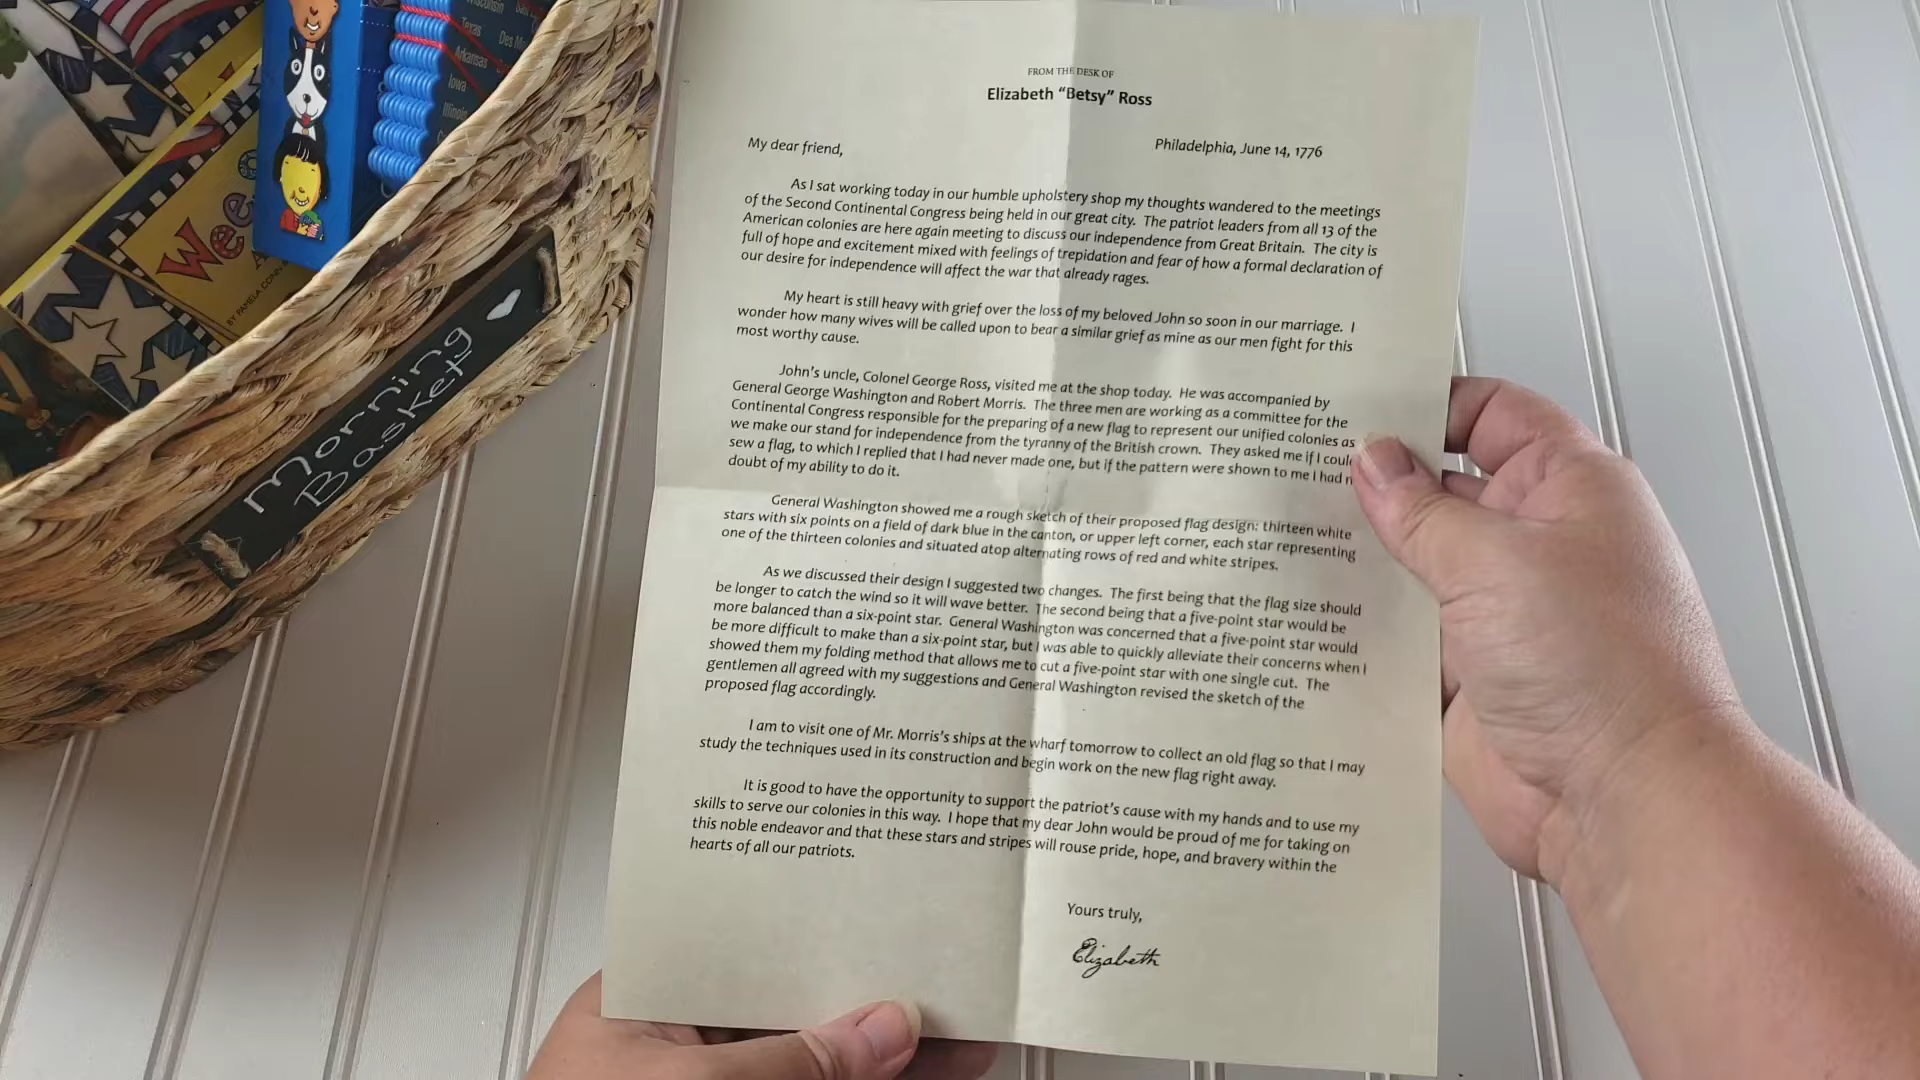 Wisconsin
Texas
Des M
Arkansas
Iowa
Illinois
We
BY PAMELA CONN
Morning
Basket
FROM THE DESK OF
Elizabeth “Betsy” Ross
My dear friend,
Philadelphia, June 14, 1776
As I sat working today in our humble upholstery shop my thoughts wandered to the meetings
of the Second Continental Congress being held in our great city. The patriot leaders from all 13 of the
American colonies are here again meeting to discuss our independence from Great Britain. The city is
full of hope and excitement mixed with feelings of trepidation and fear of how a formal declaration of
our desire for independence will affect the war that already rages.
My heart is still heavy with grief over the loss of my beloved John so soon in our marriage. I
wonder how many wives will be called upon to bear a similar grief as mine as our men fight for this
most worthy cause.
John’s uncle, Colonel George Ross, visited me at the shop today. He was accompanied by
General George Washington and Robert Morris. The three men are working as a committee for the
Continental Congress responsible for the preparing of a new flag to represent our unified colonies as
we make our stand for independence from the tyranny of the British crown. They asked me if I coul
sew a flag, to which I replied that I had never made one, but if the pattern were shown to me I had n
doubt of my ability to do it.
General Washington showed me a rough sketch of their proposed flag design: thirteen white
stars with six points on a field of dark blue in the canton, or upper left corner, each star representing
one of the thirteen colonies and situated atop alternating rows of red and white stripes.
As we discussed their design I suggested two changes. The first being that the flag size should
be longer to catch the wind so it will wave better. The second being that a five-point star would be
more balanced than a six-point star. General Washington was concerned that a five-point star would
be more difficult to make than a six-point star, but I was able to quickly alleviate their concerns when I
showed them my folding method that allows me to cut a five-point star with one single cut. The
gentlemen all agreed with my suggestions and General Washington revised the sketch of the
proposed flag accordingly.
I am to visit one of Mr. Morris’s ships at the wharf tomorrow to collect an old flag so that I may
study the techniques used in its construction and begin work on the new flag right away.
It is good to have the opportunity to support the patriot’s cause with my hands and to use my
skills to serve our colonies in this way. I hope that my dear John would be proud of me for taking on
this noble endeavor and that these stars and stripes will rouse pride, hope, and bravery within the
hearts of all our patriots.
Yours truly,
Elizabeth